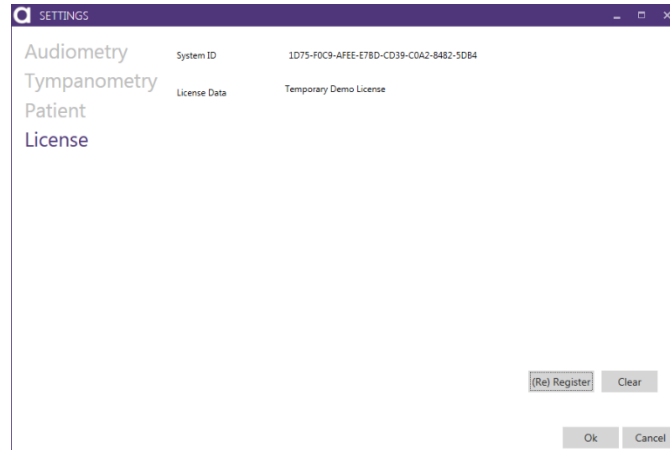 SETTINGS
Audiometry
System ID 1D75-F0C9-AFEE-E7BD-CD39-C0A2-8482-5DB4
Tympanometry
License Data Temporary Demo License
Patient
License
(Re) Register Clear
Ok Cancel